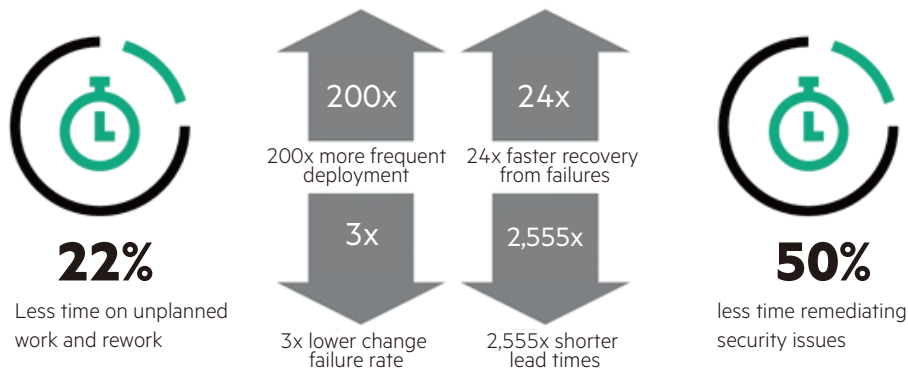 22%
Less time on unplanned
work and rework
200x
200x more frequent
deployment
24x
24x faster recovery
from failures
3x
3x lower change
failure rate
2,555x
2,555x shorter
lead times
50%
less time remediating
security issues